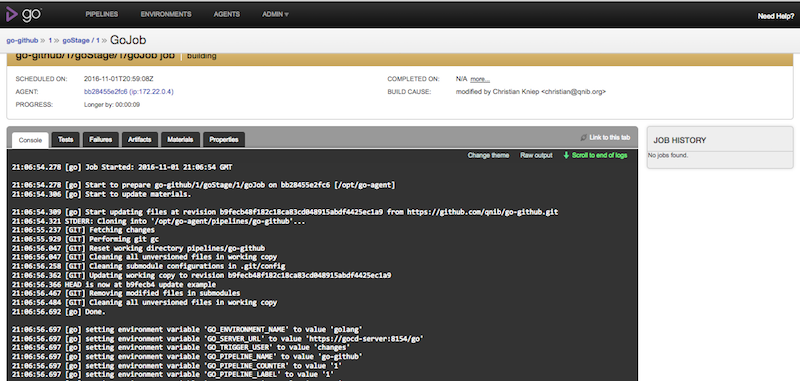 go PIPELINES ENVIRONMENTS AGENTS ADMIN Need Help?
go-github » 1 » goStage / 1 » GoJob
go-github/1/goStage/1/goJob job building
SCHEDULED ON: 2016-11-01T20:59:08Z COMPLETED ON: N/A more...
AGENT: bb28455e2fc6 (ip:172.22.0.4) BUILD CAUSE: modified by Christian Kniep <christian@qnib.org>
PROGRESS: Longer by: 00:00:09
Console Tests Failures Artifacts Materials Properties Link to this tab
JOB HISTORY
No jobs found.
Change theme Raw output Scroll to end of logs
21:06:54.278 [go] Job Started: 2016-11-01 21:06:54 GMT
21:06:54.278 [go] Start to prepare go-github/1/goStage/1/goJob on bb28455e2fc6 [/opt/go-agent]
21:06:54.306 [go] Start to update materials.
21:06:54.309 [go] Start updating files at revision b9fecb48f182c18ca83cd048915abdf4425ec1a9 from https://github.com/qnib/go-github.git
21:06:54.321 STDERR: Cloning into '/opt/go-agent/pipelines/go-github'...
21:06:55.237 [GIT] Fetching changes
21:06:55.929 [GIT] Performing git gc
21:06:56.047 [GIT] Reset working directory pipelines/go-github
21:06:56.047 [GIT] Cleaning all unversioned files in working copy
21:06:56.258 [GIT] Cleaning submodule configurations in .git/config
21:06:56.362 [GIT] Updating working copy to revision b9fecb48f182c18ca83cd048915abdf4425ec1a9
21:06:56.366 HEAD is now at b9fecb4 update example
21:06:56.467 [GIT] Removing modified files in submodules
21:06:56.484 [GIT] Cleaning all unversioned files in working copy
21:06:56.692 [go] Done.
21:06:56.697 [go] setting environment variable 'GO_ENVIRONMENT_NAME' to value 'golang'
21:06:56.697 [go] setting environment variable 'GO_SERVER_URL' to value 'https://gocd-server:8154/go'
21:06:56.697 [go] setting environment variable 'GO_TRIGGER_USER' to value 'changes'
21:06:56.697 [go] setting environment variable 'GO_PIPELINE_NAME' to value 'go-github'
21:06:56.697 [go] setting environment variable 'GO_PIPELINE_COUNTER' to value '1'
21:06:56.697 [go] setting environment variable 'GO_PIPELINE_LABEL' to value '1'